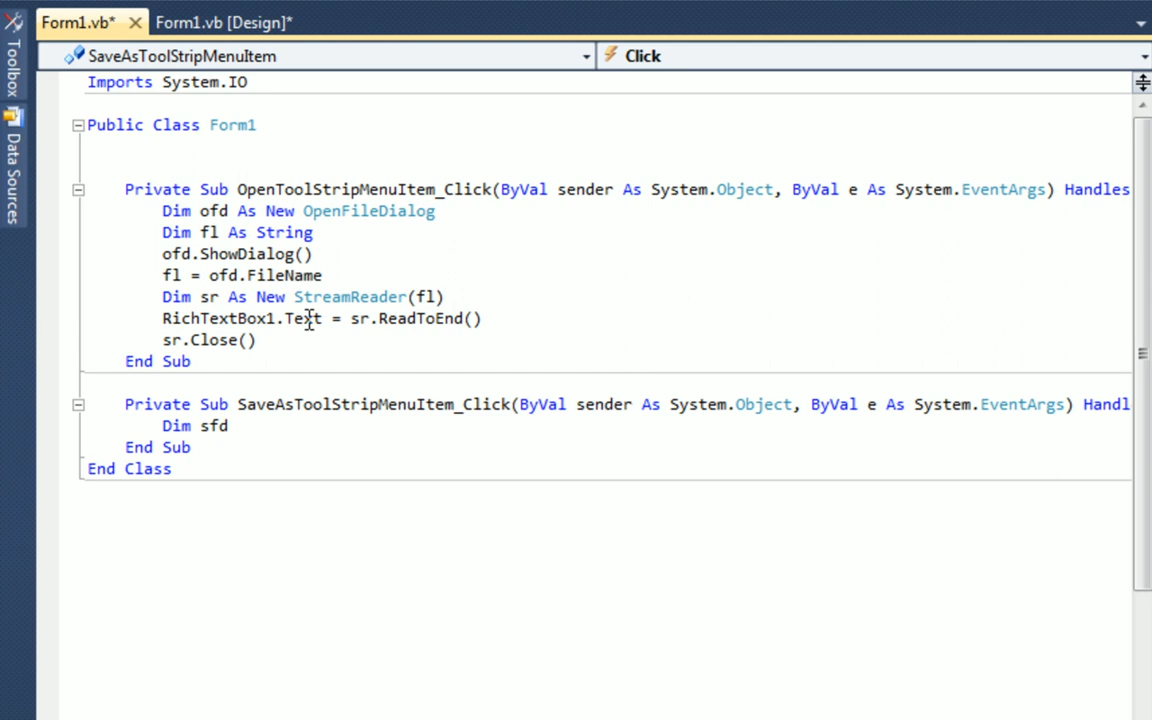 Form1.vb* Form1.vb [Design]*
Toolbox
Data Sources
SaveAsToolStripMenuItem Click
Imports System.IO
Public Class Form1
Private Sub OpenToolStripMenuItem_Click(ByVal sender As System.Object, ByVal e As System.EventArgs) Handles
Dim ofd As New OpenFileDialog
Dim fl As String
ofd.ShowDialog()
fl = ofd.FileName
Dim sr As New StreamReader(fl)
RichTextBox1.Text = sr.ReadToEnd()
sr.Close()
End Sub
Private Sub SaveAsToolStripMenuItem_Click(ByVal sender As System.Object, ByVal e As System.EventArgs) Handl
Dim sfd
End Sub
End Class